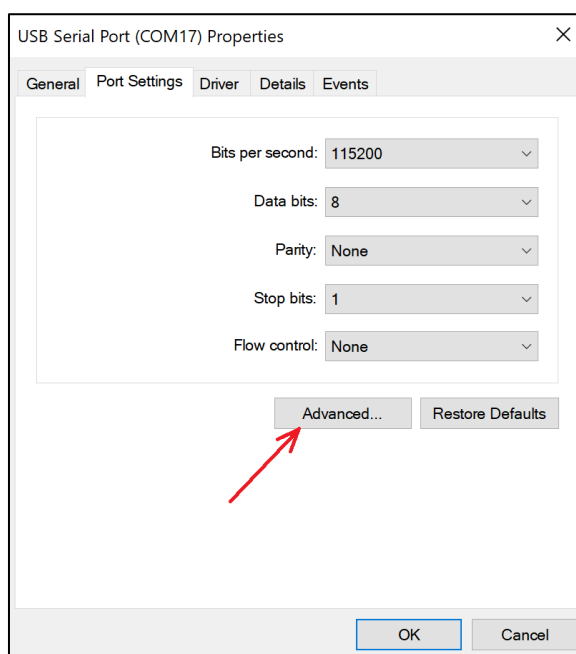 USB Serial Port (COM17) Properties
General Port Settings Driver Details Events
Bits per second: 115200
Data bits: 8
Parity: None
Stop bits: 1
Flow control: None
Advanced... Restore Defaults
OK Cancel